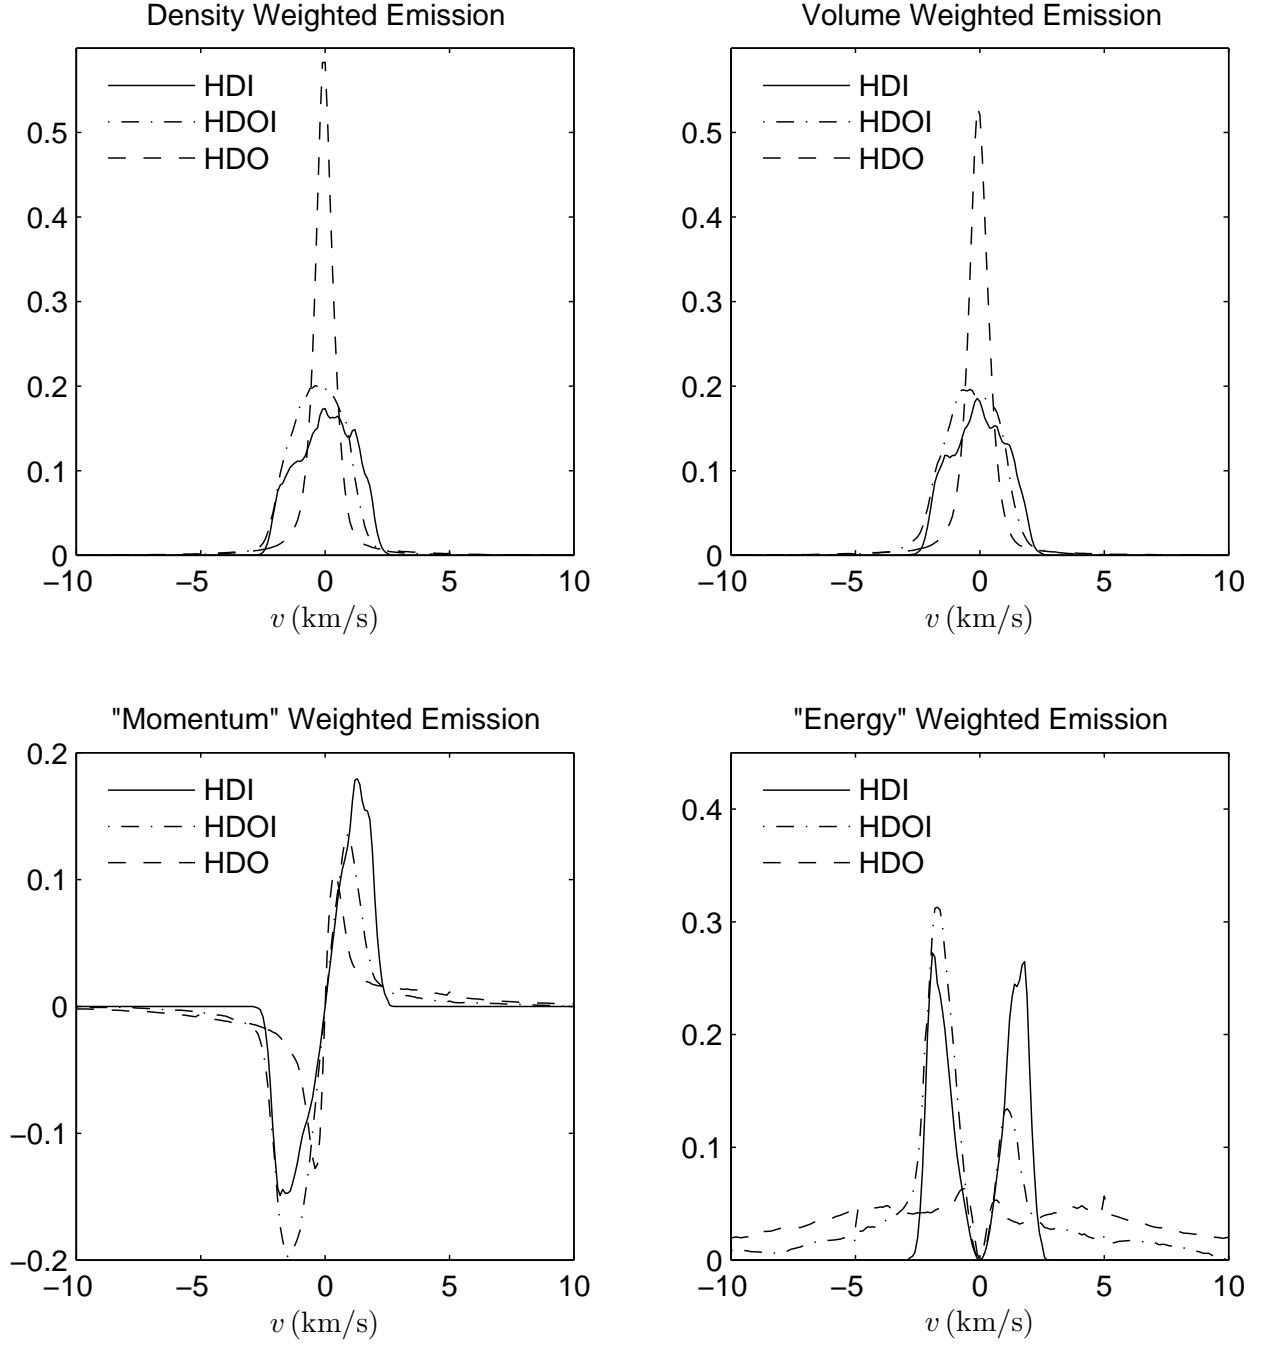 Density Weighted Emission
HDI
HDOI
HDO
0.5
0.4
0.3
0.2
0.1
0
−10 −5 0 5 10
v (km/s)
Volume Weighted Emission
HDI
HDOI
HDO
0.5
0.4
0.3
0.2
0.1
0
−10 −5 0 5 10
v (km/s)
"Momentum" Weighted Emission
0.2
HDI
HDOI
HDO
0.1
0
−0.1
−0.2
−10 −5 0 5 10
v (km/s)
"Energy" Weighted Emission
HDI
HDOI
HDO
0.4
0.3
0.2
0.1
0
−10 −5 0 5 10
v (km/s)